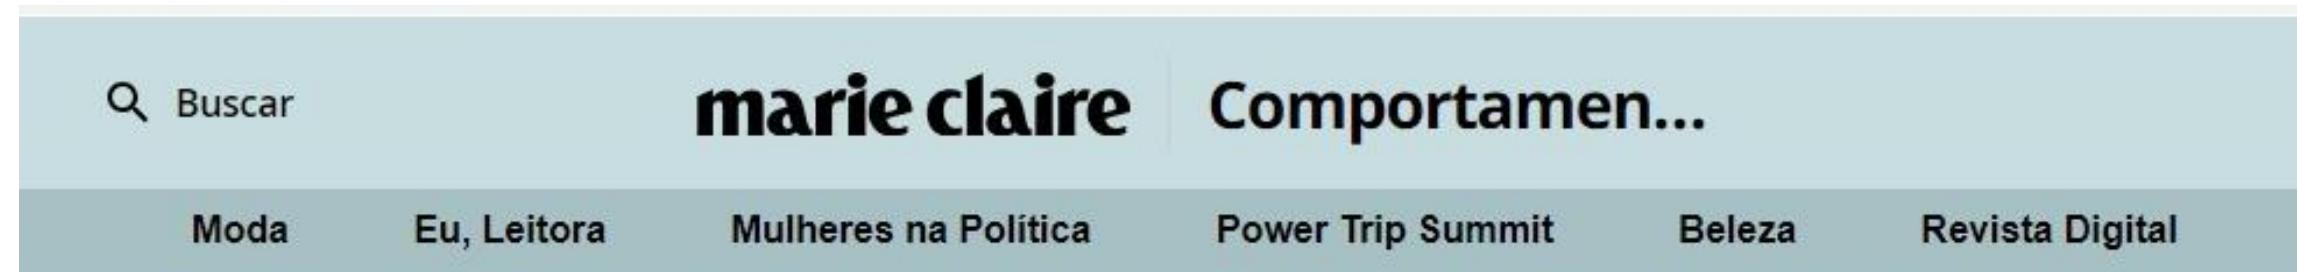 Buscar marie claire Comportamen...
Moda Eu, Leitora Mulheres na Política Power Trip Summit Beleza Revista Digital